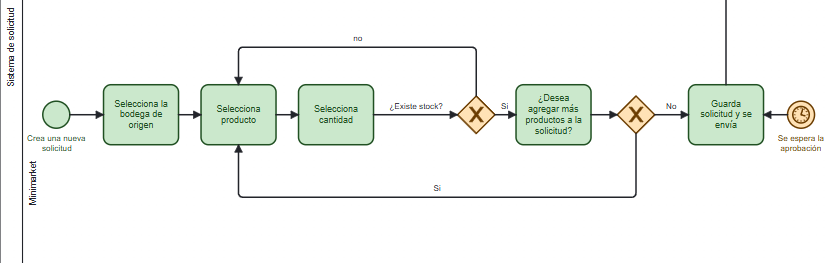 Sistema de solicitud
Minimarket
Crea una nueva
solicitud
Selecciona la
bodega de
origen
Selecciona
producto
Selecciona
cantidad
¿Existe stock?
no
Si
¿Desea
agregar más
productos a la
solicitud?
No
Si
Guarda
solicitud y se
envía
Se espera la
aprobación